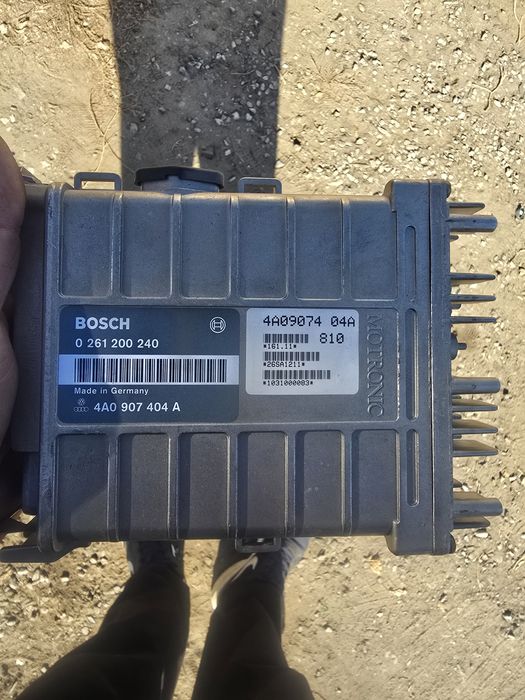 BOSCH
0 261 200 240
Made in Germany
4A0 907 404 A
4A09074 04A
810
*161.11*
*26SA1211*
*1031000083*
MOTRONIC